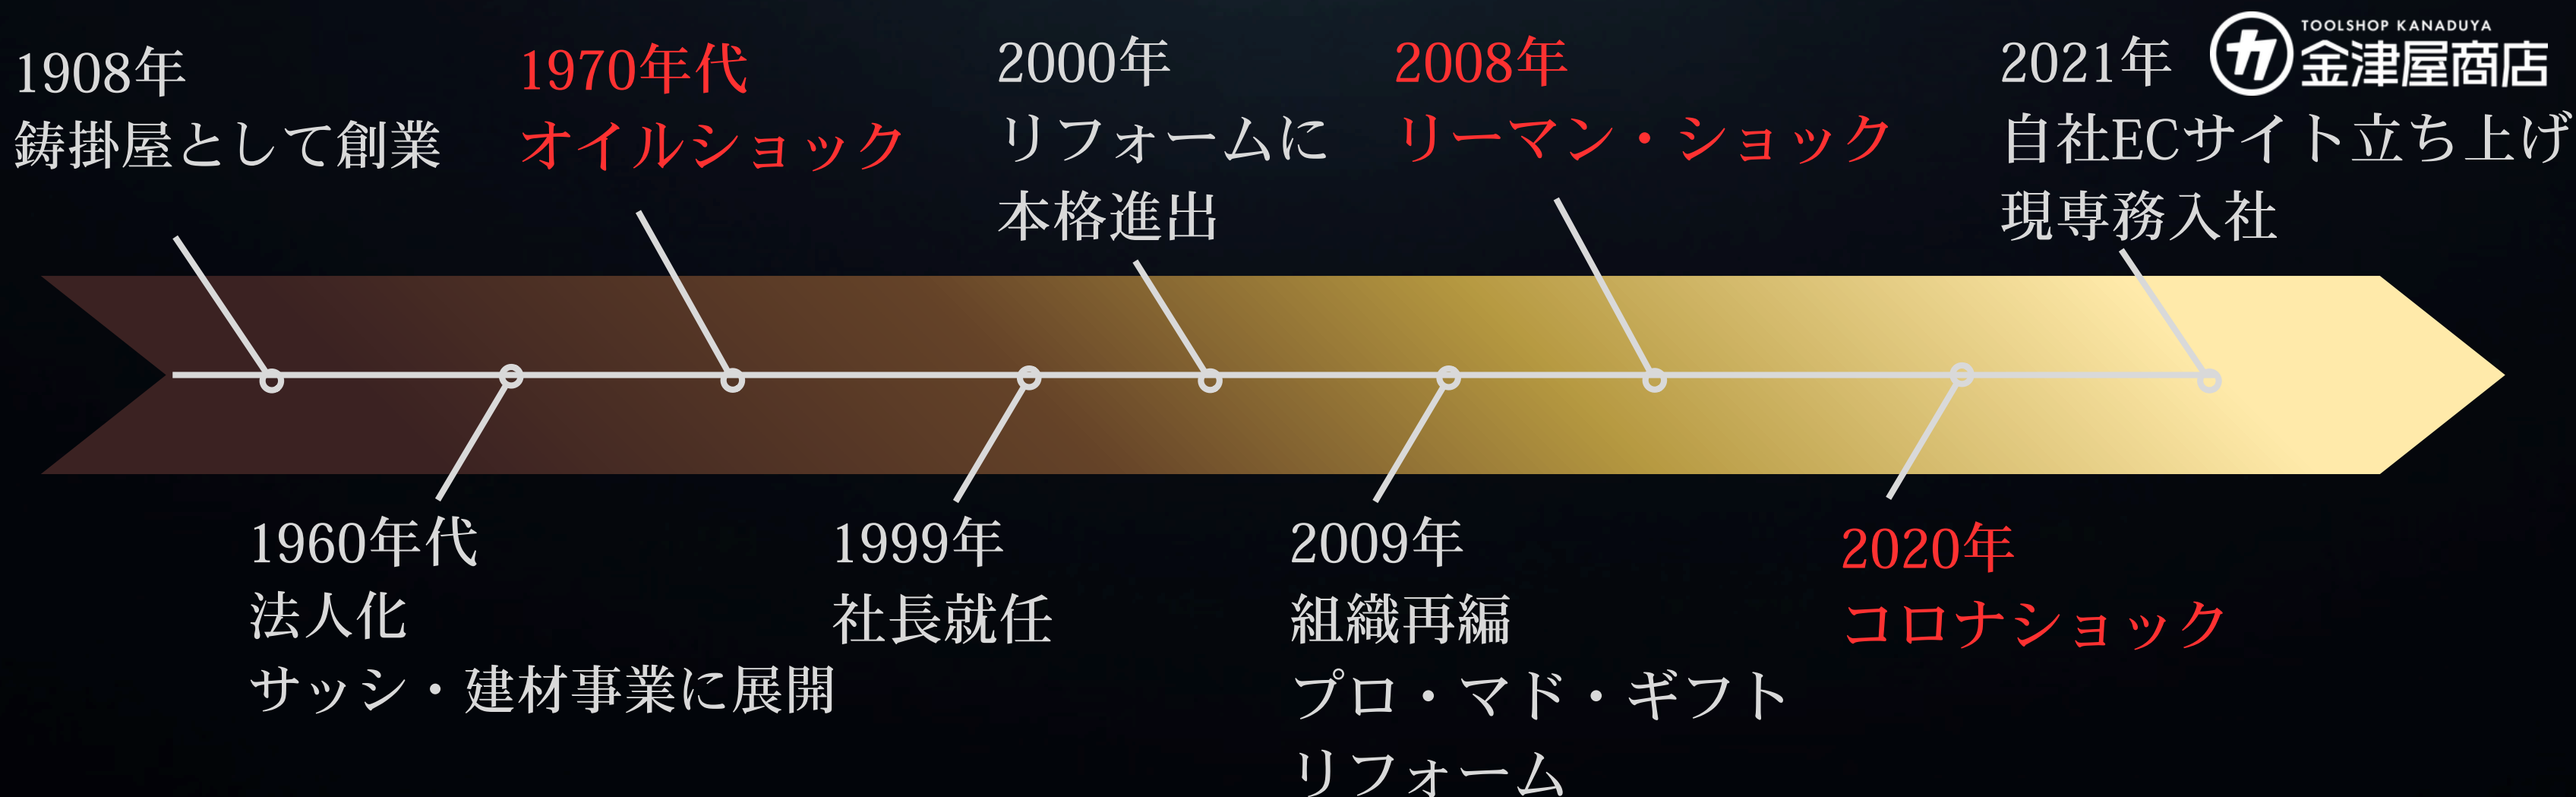 TOOLSHOP KANADUYA
金津屋商店
1908年
鋳掛屋として創業
1970年代
オイルショック
2000年
リフォームに
本格進出
2008年
リーマン・ショック
2021年
自社ECサイト立ち上げ
現専務入社
1960年代
法人化
サッシ・建材事業に展開
1999年
社長就任
2009年
組織再編
プロ・マド・ギフト
リフォーム
2020年
コロナショック